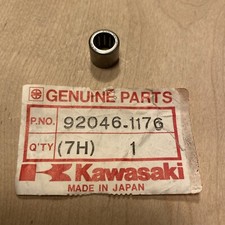 GENUINE PARTS
P.NO. 92046-1176
Q'TY (7H) 1
Kawasaki
MADE IN JAPAN